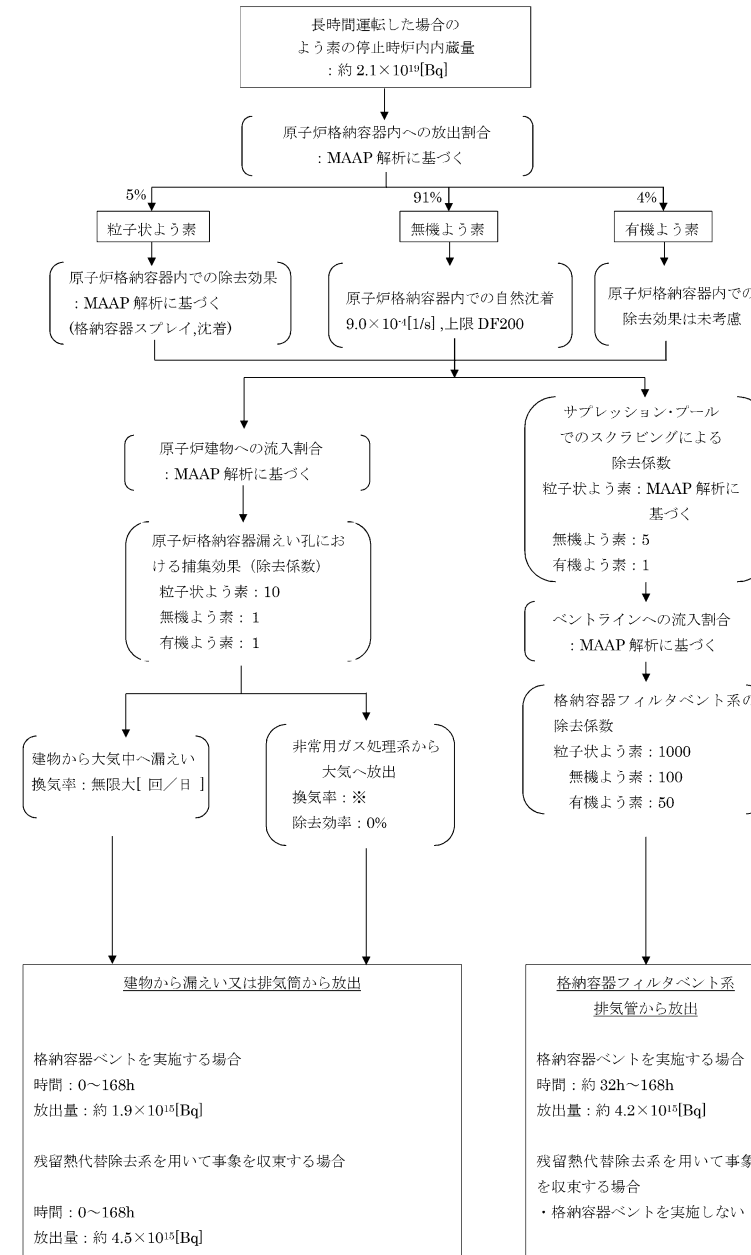 長時間運転した場合の
よう素の停止時炉内内蔵量
：約 2.1×10¹⁹[Bq]
原子炉格納容器内への放出割合
：MAAP 解析に基づく
5%
91%
4%
粒子状よう素
無機よう素
有機よう素
原子炉格納容器内での除去効果
：MAAP 解析に基づく
(格納容器スプレイ,沈着)
原子炉格納容器内での自然沈着
9.0×10⁻⁴[1/s] ,上限 DF200
原子炉格納容器内での
除去効果は未考慮
原子炉建物への流入割合
：MAAP 解析に基づく
原子炉格納容器漏えい孔にお
ける捕集効果（除去係数）
粒子状よう素：10
無機よう素：1
有機よう素：1
サプレッション・プール
でのスクラビングによる
除去係数
粒子状よう素：MAAP 解析に
基づく
無機よう素：5
有機よう素：1
ベントラインへの流入割合
：MAAP 解析に基づく
格納容器フィルタベント系の
除去係数
粒子状よう素：1000
無機よう素：100
有機よう素：50
建物から大気中へ漏えい
換気率：無限大[ 回／日 ]
非常用ガス処理系から
大気へ放出
換気率：※
除去効率：0%
建物から漏えい又は排気筒から放出
格納容器ベントを実施する場合
時間：0～168h
放出量：約 1.9×10¹⁵[Bq]
残留熱代替除去系を用いて事象を収束する場合
時間：0～168h
放出量：約 4.5×10¹⁵[Bq]
格納容器フィルタベント系
排気管から放出
格納容器ベントを実施する場合
時間：約 32h～168h
放出量：約 4.2×10¹⁵[Bq]
残留熱代替除去系を用いて事象
を収束する場合
・格納容器ベントを実施しない